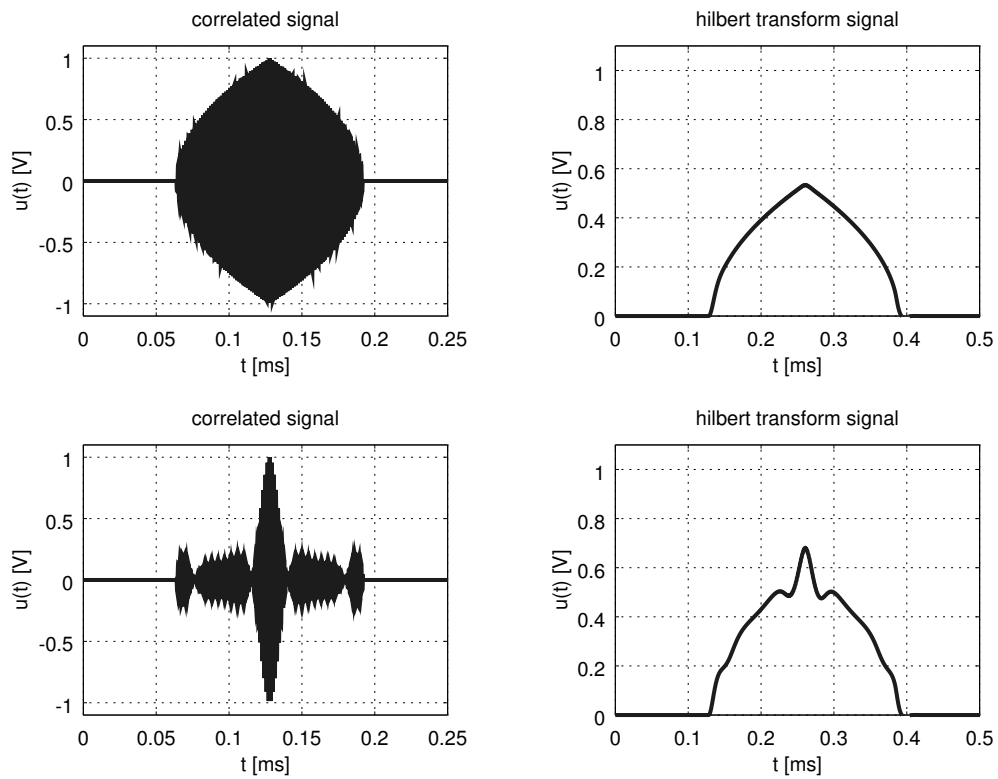 correlated signal
hilbert transform signal
u(t) [V]
1
0.5
0
-0.5
-1
0 0.05 0.1 0.15 0.2 0.25
t [ms]
u(t) [V]
1
0.8
0.6
0.4
0.2
0
0 0.1 0.2 0.3 0.4 0.5
t [ms]
correlated signal
hilbert transform signal
u(t) [V]
1
0.5
0
-0.5
-1
0 0.05 0.1 0.15 0.2 0.25
t [ms]
u(t) [V]
1
0.8
0.6
0.4
0.2
0
0 0.1 0.2 0.3 0.4 0.5
t [ms]